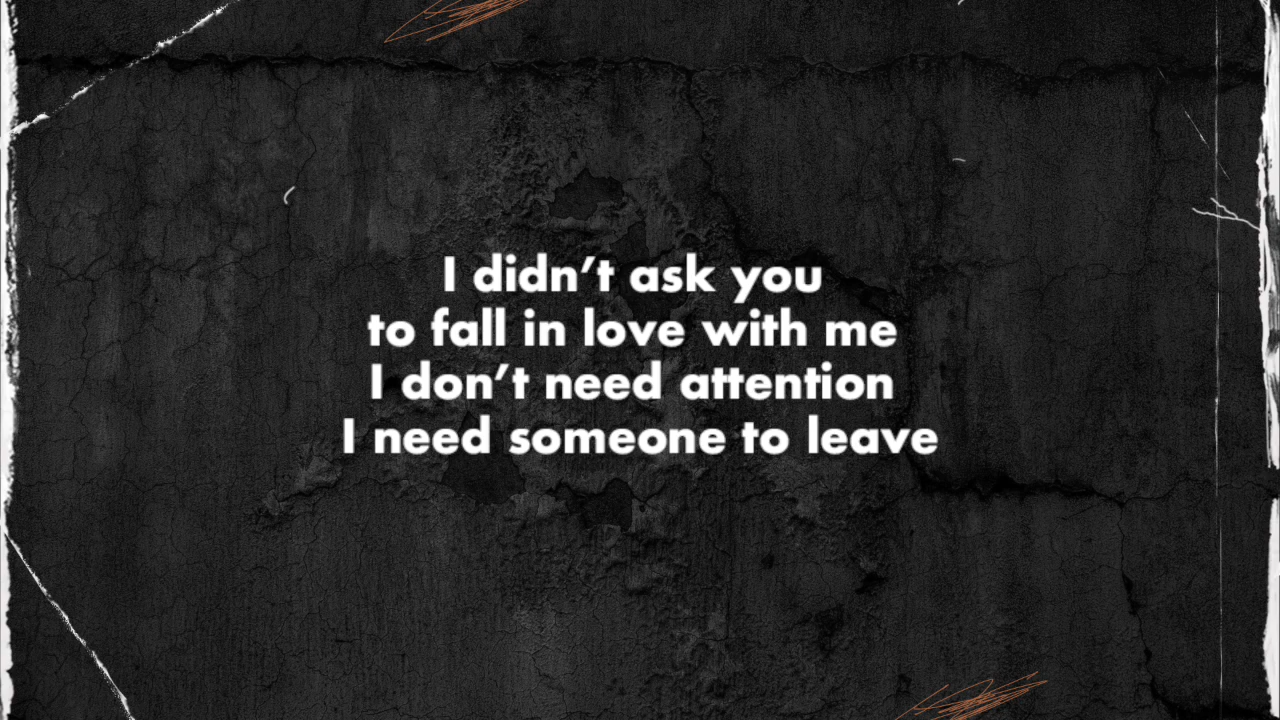 I didn’t ask you
to fall in love with me
I don’t need attention
I need someone to leave